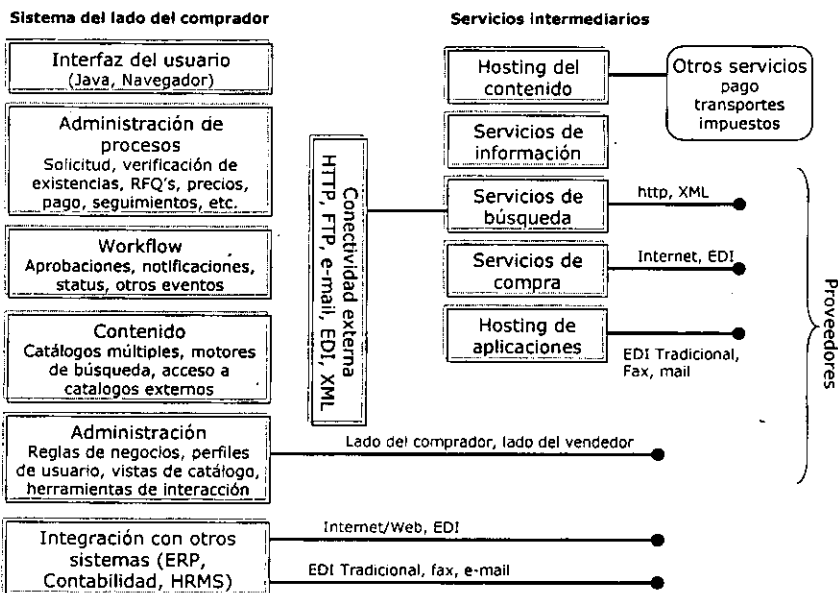 Sistema del lado del comprador
Interfaz del usuario
(Java, Navegador)
Administración de
procesos
Solicitud, verificación de
existencias, RFQ's, precios,
pago, seguimientos, etc.
Workflow
Aprobaciones, notificaciones,
status, otros eventos
Contenido
Catálogos múltiples, motores
de búsqueda, acceso a
catalogos externos
Administración
Reglas de negocios, perfiles
de usuario, vistas de catálogo,
herramientas de interacción
Integración con otros
sistemas (ERP,
Contabilidad, HRMS)
Conectividad externa
HTTP, FTP, e-mail, EDI, XML
Servicios intermediarios
Hosting del
contenido
Servicios de
información
Servicios de
búsqueda
Servicios de
compra
Hosting de
aplicaciones
Otros servicios
pago
transportes
impuestos
http, XML
Internet, EDI
EDI Tradicional,
Fax, mail
Proveedores
Lado del comprador, lado del vendedor
Internet/Web, EDI
EDI Tradicional, fax, e-mail